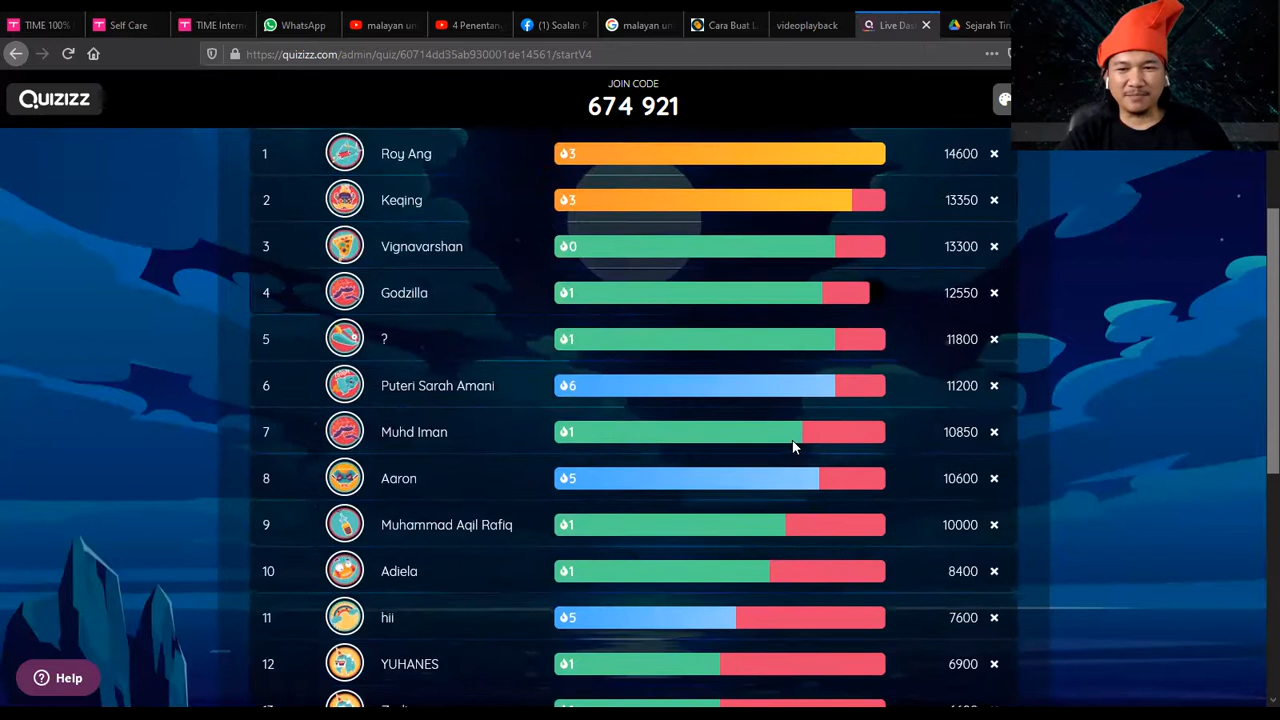 TIME 100%
Self Care
TIME Intern
WhatsApp
malayan un
4 Penentan
(1) Soalan R
malayan un
Cara Buat L
videoplayback
Live Das
Sejarah Tin
https://quizizz.com/admin/quiz/60714dd35ab930001de14561/startV4
Quizizz
JOIN CODE
674 921
1 Roy Ang 3 14600
2 Keqing 3 13350
3 Vignavarshan 0 13300
4 Godzilla 1 12550
5 ? 1 11800
6 Puteri Sarah Amani 6 11200
7 Muhd Iman 1 10850
8 Aaron 5 10600
9 Muhammad Aqil Rafiq 1 10000
10 Adiela 1 8400
11 hii 5 7600
12 YUHANES 1 6900
Help